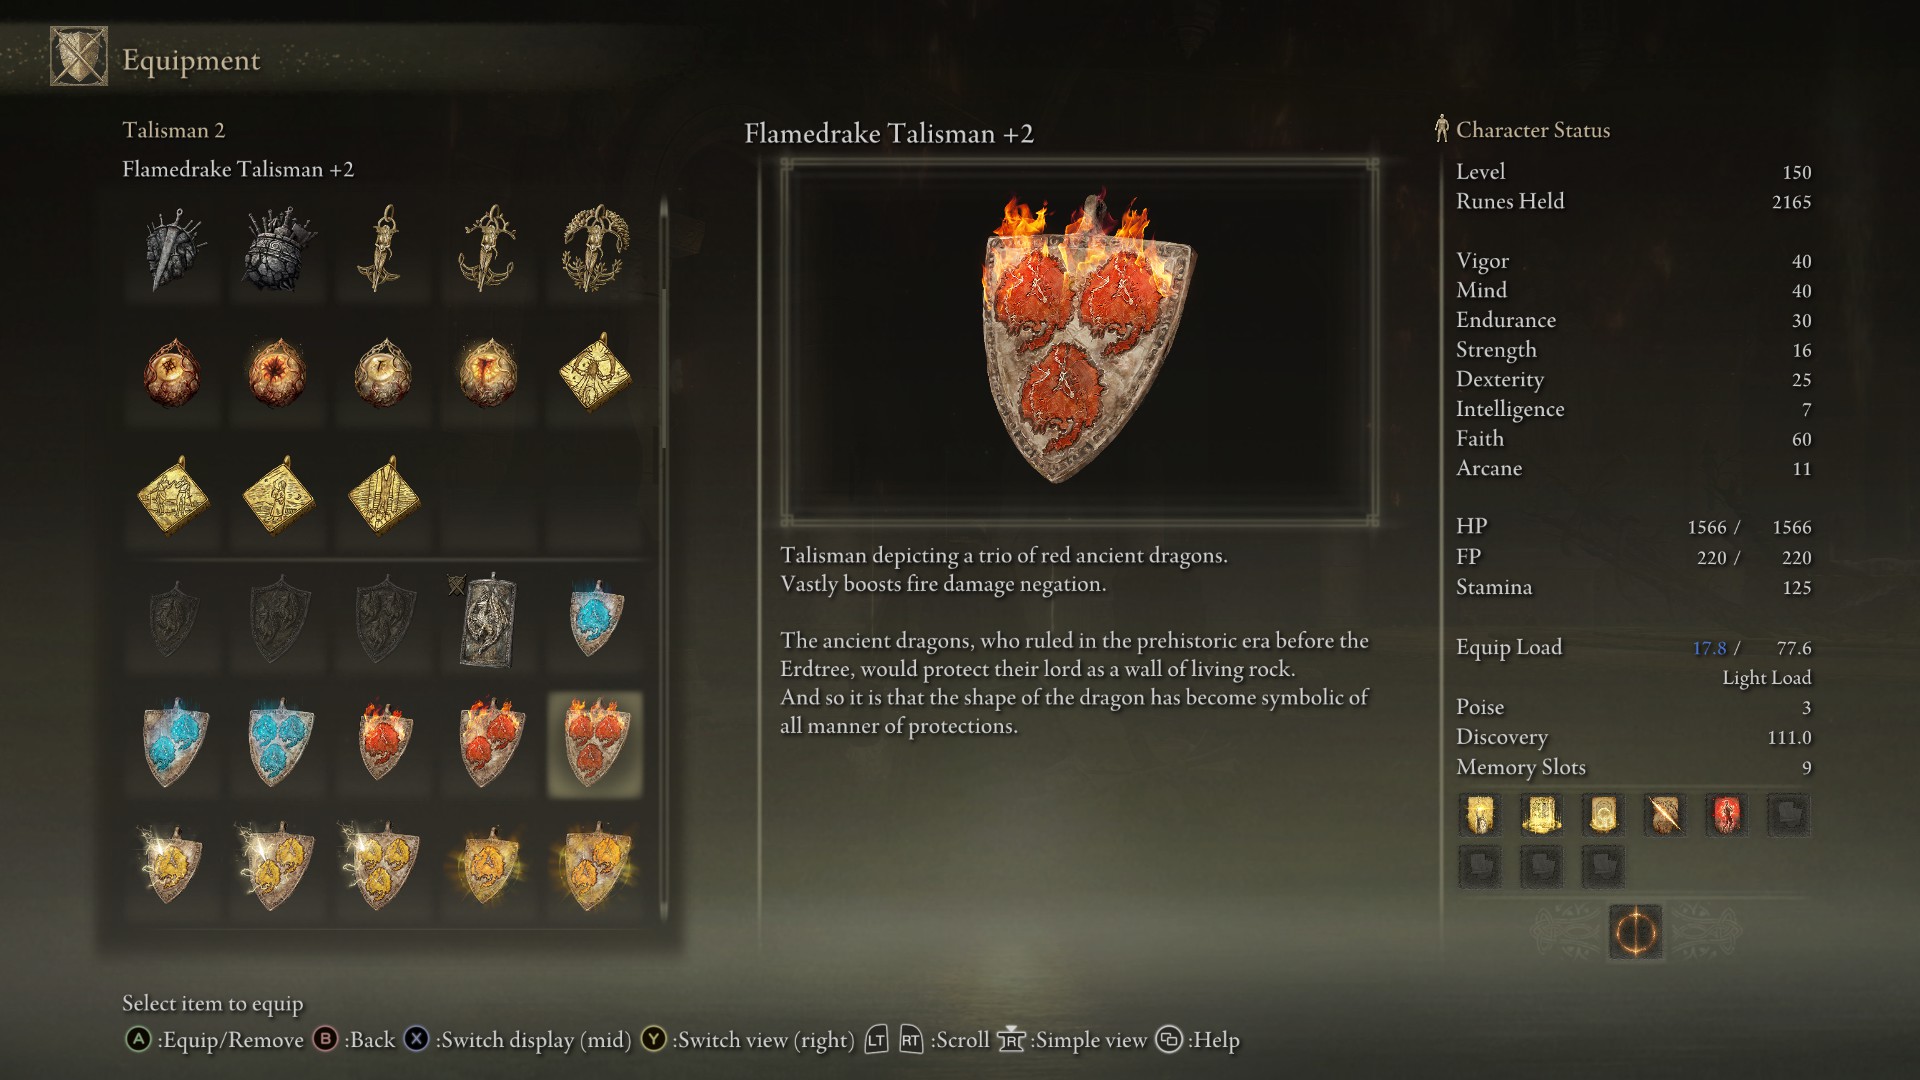 Equipment
Talisman 2
Flamedrake Talisman +2
Flamedrake Talisman +2
Talisman depicting a trio of red ancient dragons.
Vastly boosts fire damage negation.
The ancient dragons, who ruled in the prehistoric era before the
Erdtree, would protect their lord as a wall of living rock.
And so it is that the shape of the dragon has become symbolic of
all manner of protections.
Character Status
Level 150
Runes Held 2165
Vigor 40
Mind 40
Endurance 30
Strength 16
Dexterity 25
Intelligence 7
Faith 60
Arcane 11
HP 1566 / 1566
FP 220 / 220
Stamina 125
Equip Load 17.8 / 77.6
Light Load
Poise 3
Discovery 111.0
Memory Slots 9
Select item to equip
A :Equip/Remove B :Back X :Switch display (mid) Y :Switch view (right) LT RT :Scroll R :Simple view :Help